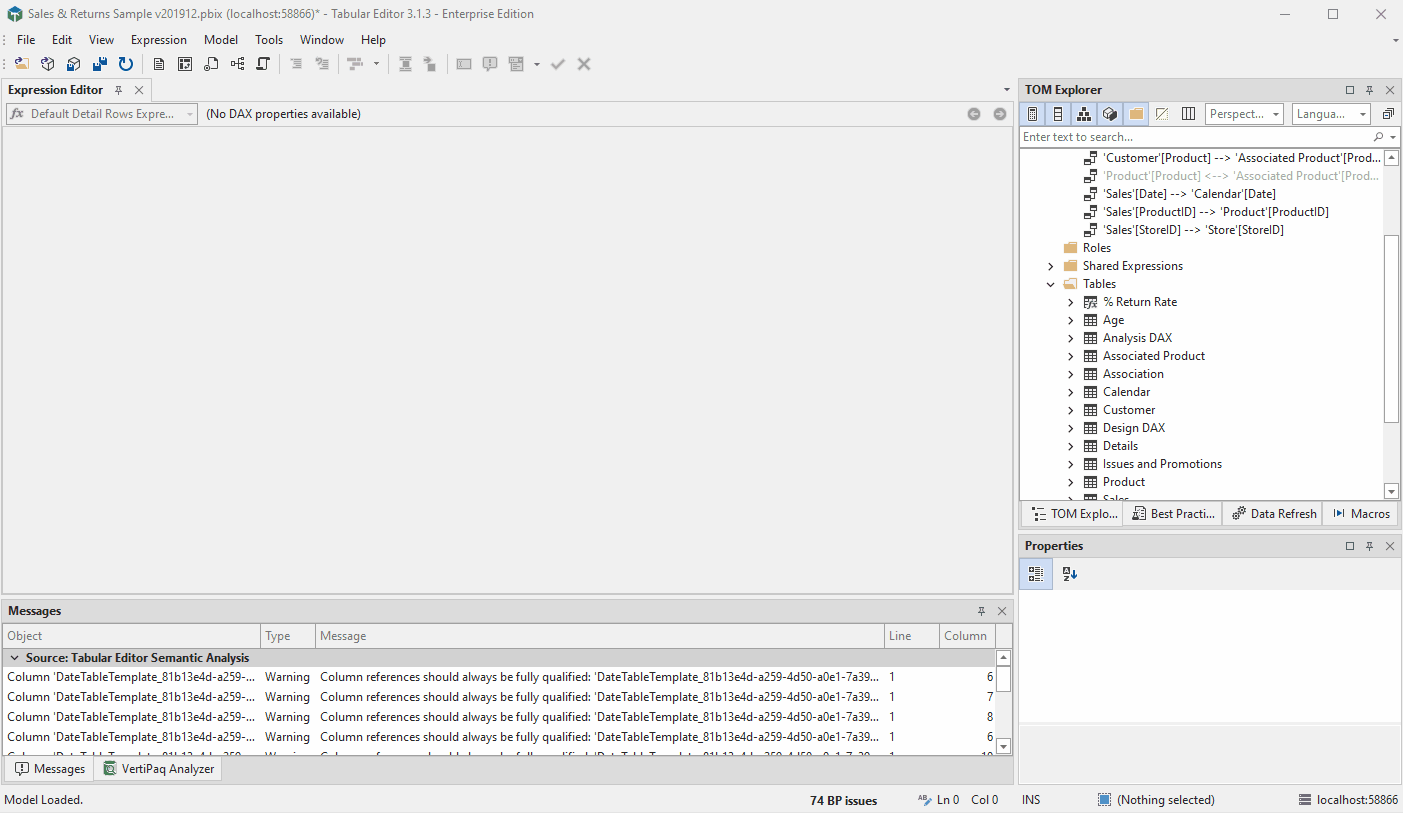 Sales & Returns Sample v201912.pbix (localhost:58866)* - Tabular Editor 3.1.3 - Enterprise Edition
File Edit View Expression Model Tools Window Help
Expression Editor
Default Detail Rows Expre... (No DAX properties available)
Messages
Object Type Message Line Column
Source: Tabular Editor Semantic Analysis
Column 'DateTableTemplate_81b13e4d-a259-... Warning Column references should always be fully qualified: 'DateTableTemplate_81b13e4d-a259-4d50-a0e1-7a39... 1 6
Column 'DateTableTemplate_81b13e4d-a259-... Warning Column references should always be fully qualified: 'DateTableTemplate_81b13e4d-a259-4d50-a0e1-7a39... 1 7
Column 'DateTableTemplate_81b13e4d-a259-... Warning Column references should always be fully qualified: 'DateTableTemplate_81b13e4d-a259-4d50-a0e1-7a39... 1 8
Column 'DateTableTemplate_81b13e4d-a259-... Warning Column references should always be fully qualified: 'DateTableTemplate_81b13e4d-a259-4d50-a0e1-7a39... 1 6
Messages VertiPaq Analyzer
TOM Explorer
Perspect... Langua...
Enter text to search...
'Customer'[Product] --> 'Associated Product'[Prod...
'Product'[Product] <--> 'Associated Product'[Prod...
'Sales'[Date] --> 'Calendar'[Date]
'Sales'[ProductID] --> 'Product'[ProductID]
'Sales'[StoreID] --> 'Store'[StoreID]
Roles
Shared Expressions
Tables
% Return Rate
Age
Analysis DAX
Associated Product
Association
Calendar
Customer
Design DAX
Details
Issues and Promotions
Product
Sales
TOM Explo... Best Practi... Data Refresh Macros
Properties
Model Loaded. 74 BP issues Ln 0 Col 0 INS (Nothing selected) localhost:58866